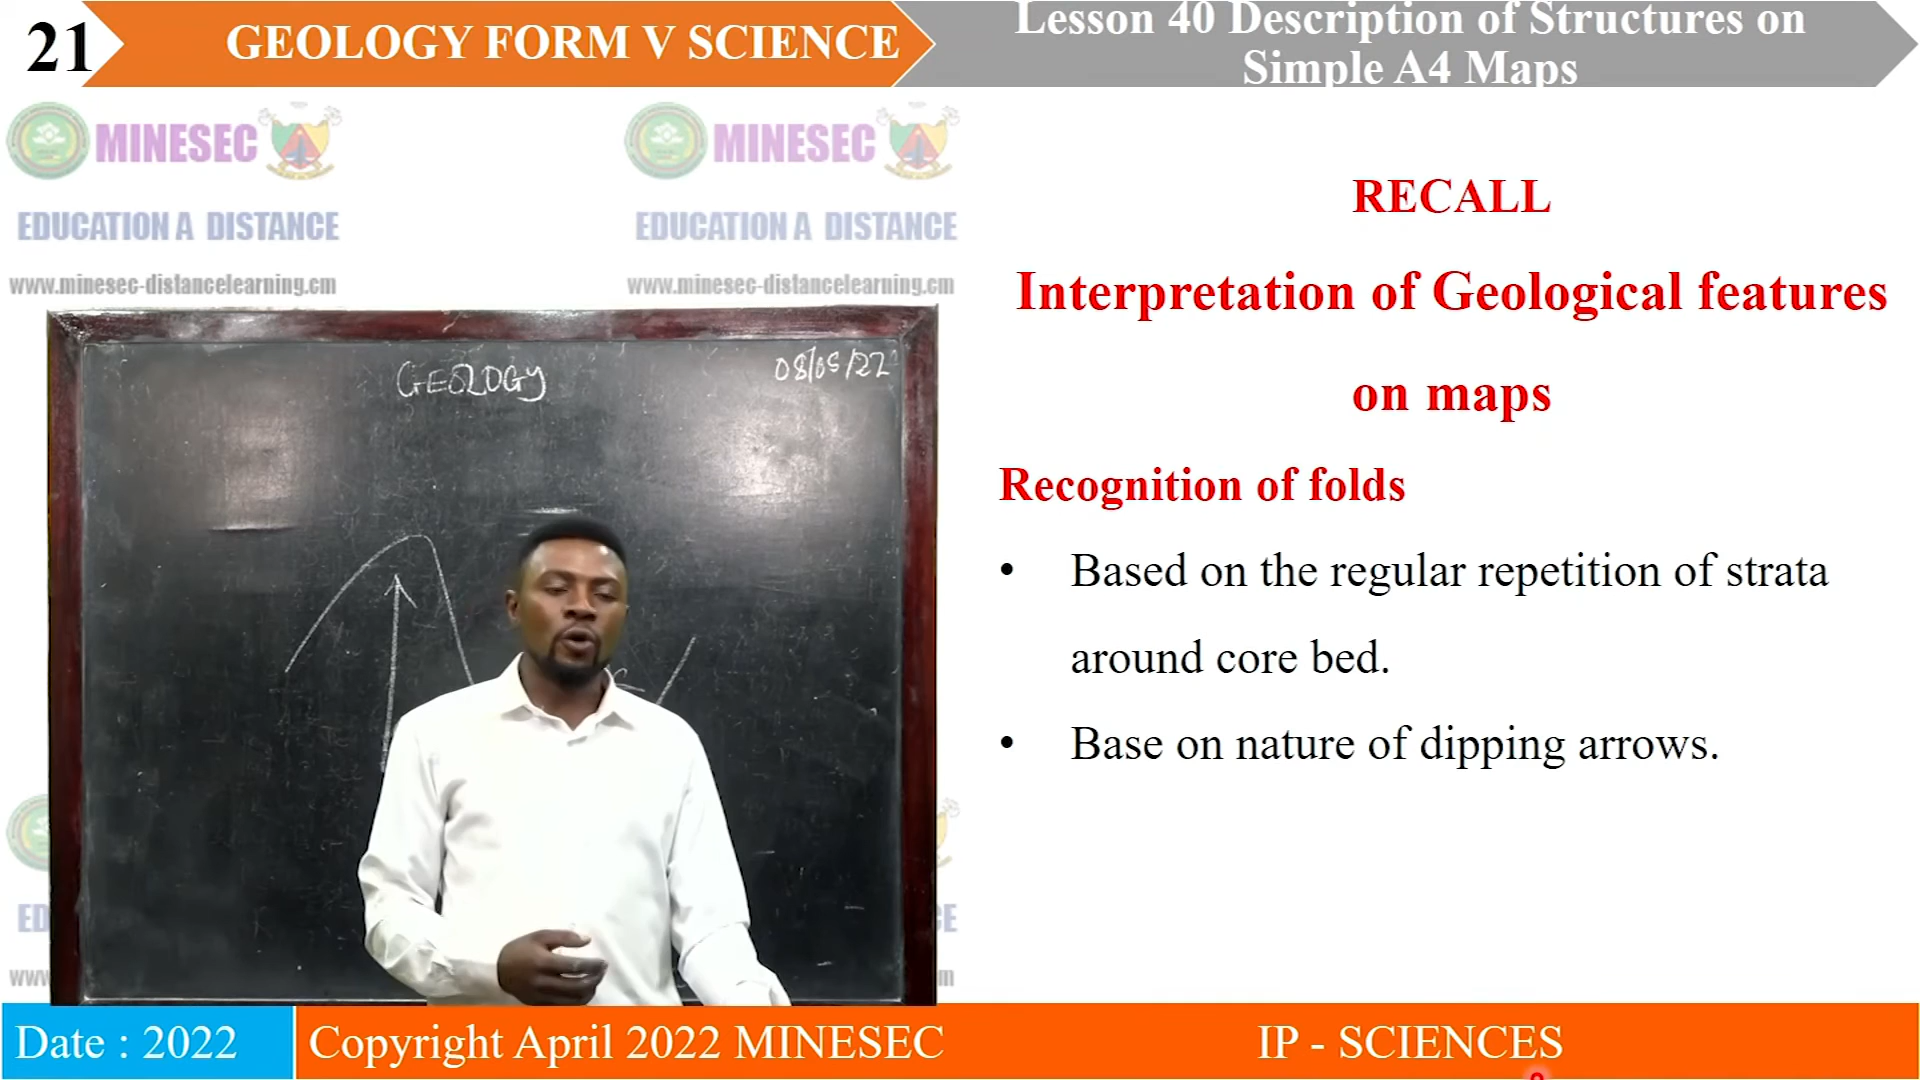 21
GEOLOGY FORM V SCIENCE
Lesson 40 Description of Structures on
Simple A4 Maps
MINESEC
MINESEC
EDUCATION A DISTANCE
EDUCATION A DISTANCE
www.minesec-distancelearning.cm
www.minesec-distancelearning.cm
GEOLOGY
08/05/22
RECALL
Interpretation of Geological features
on maps
Recognition of folds
• Based on the regular repetition of strata
around core bed.
• Base on nature of dipping arrows.
ED
E
www
m
Date : 2022
Copyright April 2022 MINESEC
IP - SCIENCES